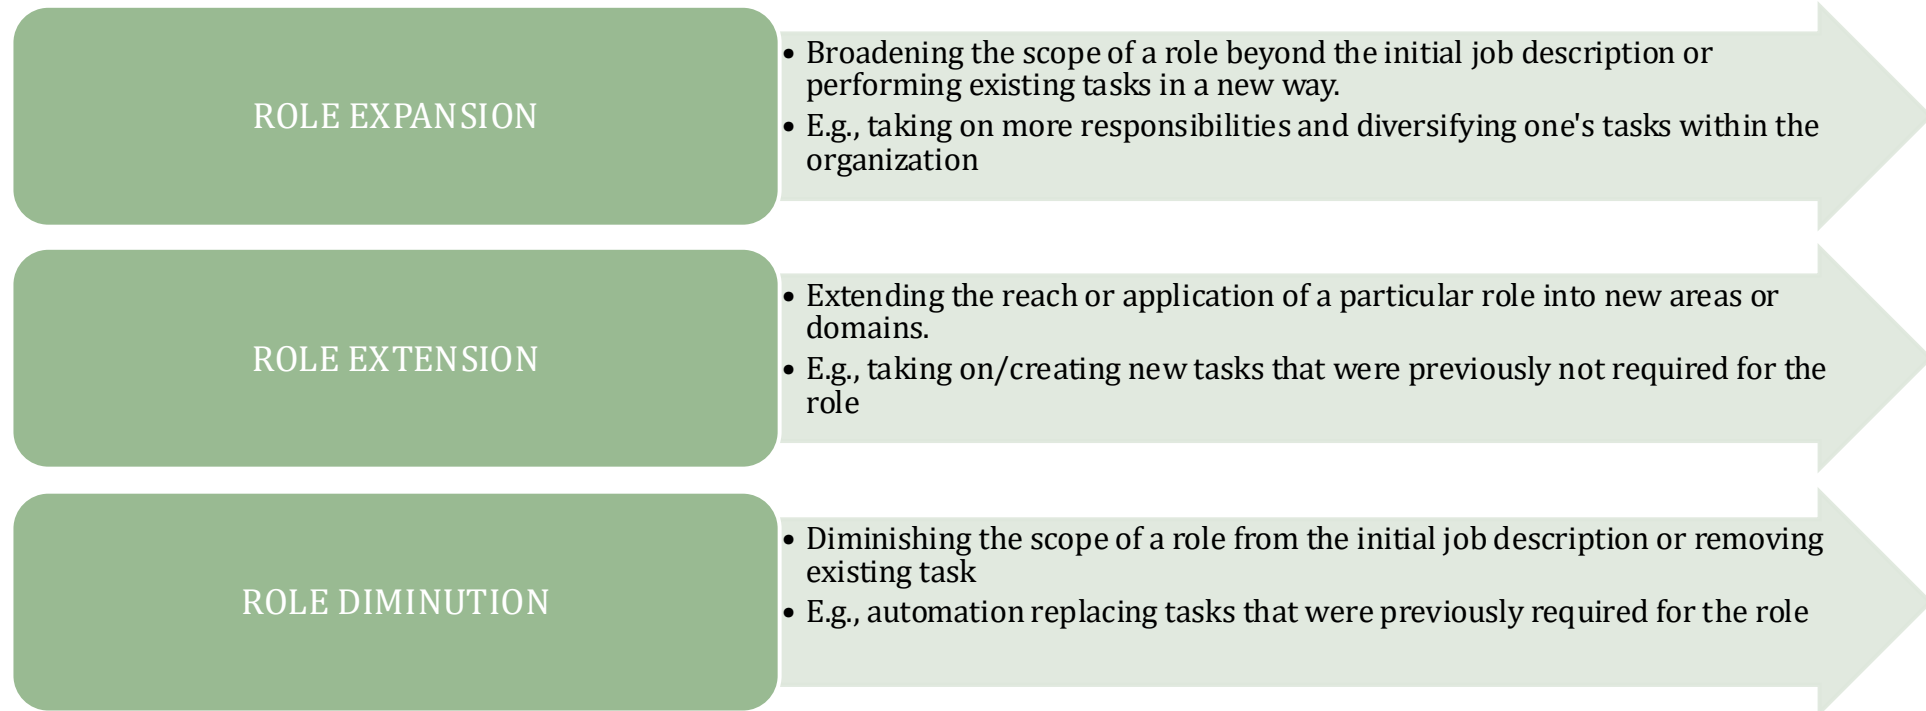 ROLE EXPANSION
• Broadening the scope of a role beyond the initial job description or
performing existing tasks in a new way.
• E.g., taking on more responsibilities and diversifying one's tasks within the
organization
ROLE EXTENSION
• Extending the reach or application of a particular role into new areas or
domains.
• E.g., taking on/creating new tasks that were previously not required for the
role
ROLE DIMINUTION
• Diminishing the scope of a role from the initial job description or removing
existing task
• E.g., automation replacing tasks that were previously required for the role